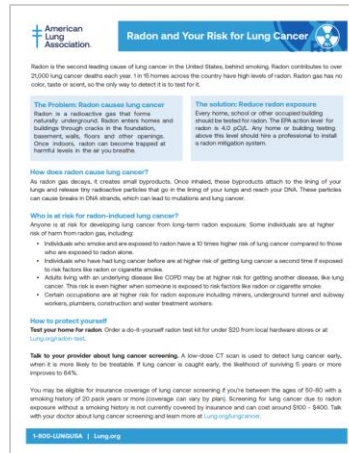 American
Lung
Association.
Radon and Your Risk for Lung Cancer
Radon is the second leading cause of lung cancer in the United States, behind smoking. Radon contributes to over
21,000 lung cancer deaths each year. 1 in 15 homes across the country have high levels of radon. Radon gas has no
color, taste or scent, so the only way to detect it is to test for it.
The Problem: Radon causes lung cancer
Radon is a radioactive gas that forms
naturally underground. Radon enters homes and
buildings through cracks in the foundation,
basement, walls, floors and other openings.
Once indoors, radon can become trapped at
harmful levels in the air you breathe.
The solution: Reduce radon exposure
Every home, school or other occupied building
should be tested for radon. The EPA action level for
radon is 4.0 pCi/L. Any home or building testing
above this level should hire a professional to install
a radon mitigation system.
How does radon cause lung cancer?
As radon gas decays, it creates small byproducts. Once inhaled, these byproducts attach to the lining of your
lungs and release tiny radioactive particles that go in the lining of your lungs and reach your DNA. These particles
can cause breaks in DNA strands, which can lead to mutations and lung cancer.
Who is at risk for radon-induced lung cancer?
Anyone is at risk for developing lung cancer from long-term radon exposure. Some individuals are at higher
risk of harm from radon gas, including:
• Individuals who smoke and are exposed to radon have a 10 times higher risk of lung cancer compared to those
who are exposed to radon alone.
• Individuals who have had lung cancer before are at higher risk of getting lung cancer a second time if exposed
to risk factors like radon or cigarette smoke.
• Adults living with an underlying disease like COPD may be at higher risk for getting another disease, like lung
cancer. This risk is even higher when someone is exposed to risk factors like radon or cigarette smoke.
• Certain occupations are at higher risk for radon exposure including miners, underground tunnel and subway
workers, plumbers, construction and water treatment workers.
How to protect yourself
Test your home for radon. Order a do-it-yourself radon test kit for under $20 from local hardware stores or at
Lung.org/radon-test.
Talk to your provider about lung cancer screening. A low-dose CT scan is used to detect lung cancer early,
when it is more likely to be treatable. If lung cancer is caught early, the likelihood of surviving 5 years or more
improves to 64%.
You may be eligible for insurance coverage of lung cancer screening if you're between the ages of 50-80 with a
smoking history of 20 pack years or more (coverage can vary by plan). Screening for lung cancer due to radon
exposure without a smoking history is not currently covered by insurance and can cost around $100 - $400. Talk
with your doctor about lung cancer screening and learn more at Lung.org/lungcancer.
1-800-LUNGUSA | Lung.org